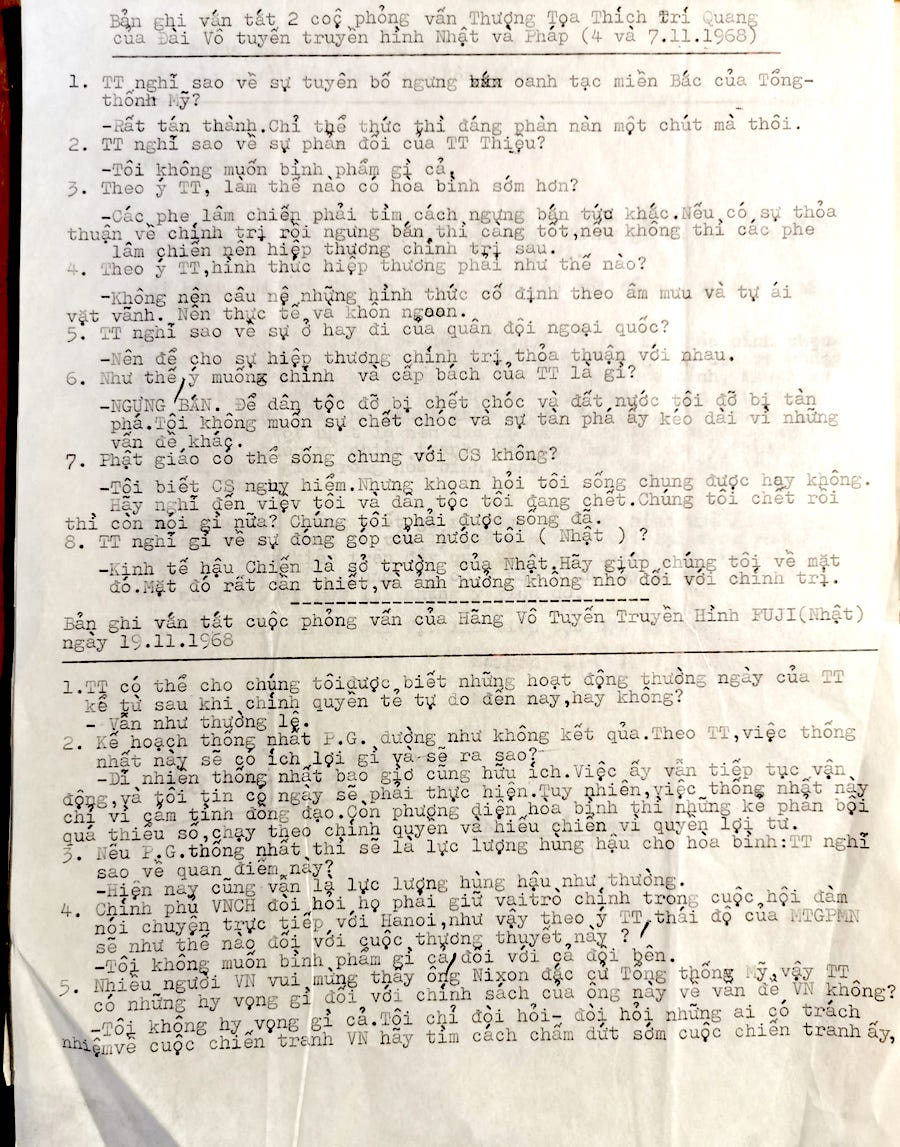 Bản ghi vắn tắt 2 coộ phỏng vấn Thượng Tọa Thích Trí Quang
của Đài Vô tuyến truyền hình Nhật và Pháp (4 và 7.11.1968)
1. TT nghĩ sao về sự tuyên bố ngưng bắn oanh tạc miền Bắc của Tổng-
thốnh Mỹ?
-Rất tán thành.Chỉ thể thức thì đáng phàn nàn một chút mà thôi.
2. TT nghĩ sao về sự phản đối của TT Thiệu?
-Tôi không muốn bình phẩm gì cả.
3. Theo ý TT, làm thế nào có hòa bình sớm hơn?
-Các phe lâm chiến phải tìm cách ngưng bắn tức khắc.Nếu có sự thỏa
thuận về chính trị rồi ngưng bắn thì càng tốt,nếu không thì các phe
lâm chiến nên hiệp thương chính trị sau.
4. Theo ý TT,hình thức hiệp thương phải như thế nào?
-Không nên câu nệ những hình thức cố định theo âm mưu và tự ái
vặt vãnh. Nên thực tế và khôn ngoan.
5. TT nghĩ sao về sự ở hay đi của quân đội ngoại quốc?
-Nên để cho sự hiệp thương chính trị thỏa thuận với nhau.
6. Như thế/ý muống chính và cấp bách của TT là gì?
-NGƯNG BẮN. Để dân tộc đỡ bị chết chóc và đất nước tôi đỡ bị tàn
phá.Tôi không muốn sự chết chóc và sự tàn phá ấy kéo dài vì những
vấn đề khác.
7. Phật giáo có thể sống chung với CS không?
-Tôi biết CS nguy hiểm.Nhưng khoan hỏi tôi sống chung được hay không.
Hãy nghĩ đến việv tôi và dân tộc tôi đang chết.Chúng tôi chết rồi
thì còn nói gì nữa? Chúng tôi phải được sống đã.
8. TT nghĩ gì về sự đóng góp của nước tôi ( Nhật ) ?
-Kinh tế hậu Chiến là sở trường của Nhật.Hãy giúp chúng tôi về mặt
đó.Mặt đó rất cần thiết,và ảnh hưởng không nhỏ đối với chính trị.
Bản ghi vắn tắt cuộc phỏng vấn của Hãng Vô Tuyến Truyền Hình FUJI(Nhật)
ngày 19.11.1968
1.TT có thể cho chúng tôiđược biết những hoạt động thường ngày của TT
kể từ sau khi chính quyền tê tự do đến nay,hay không?
- Vẫn như thường lệ.
2. Kế hoạch thống nhất P.G. dường như không kết qủa.Theo TT,việc thống
nhất này sẽ có ích lợi gì và sẽ ra sao?
-Dĩ nhiên thống nhất bao giờ cũng hữu ích.Việc ấy vẫn tiếp tục vận
động,và tôi tin có ngày sẽ phải thực hiện.Tuy nhiên,việc thống nhất này
chỉ vì cảm tình đồng đạo.Còn phương diện hòa bình thì những kẻ phản bội
quá thiểu số,chạy theo chính quyền và hiếu chiến vì quyền lợi tư.
3. Nếu P.G.thống nhất thì sẽ là lực lượng hùng hậu cho hòa bình:TT nghĩ
sao về quan điểm này?
-Hiện nay cũng vẫn là lực lượng hùng hậu như thường.
4. Chính phủ VNCH đòi hỏi họ phải giữ vaitrò chính trong cuộc hội đàm
nói chuyện trực tiếp với Hanoi,như vậy theo ý TT/thái độ của MTGPMN
sẽ như thế nào đối với cuộc thương thuyết này ?
-Tôi không muốn bình phẩm gì cả/đối với cả đôi bên.
5. Nhiều người VN vui mừng thấy ông Nixon đắc cử Tổng thống Mỹ,vậy TT
có những hy vọng gì đối với chính sách của ông này về vấn đề VN không?
-Tôi không hy vọng gì cả.Tôi chỉ đòi hỏi- đòi hỏi những ai có trách
nhiệmvề cuộc chiến tranh VN hãy tìm cách chấm dứt sớm cuộc chiến tranh ấy,